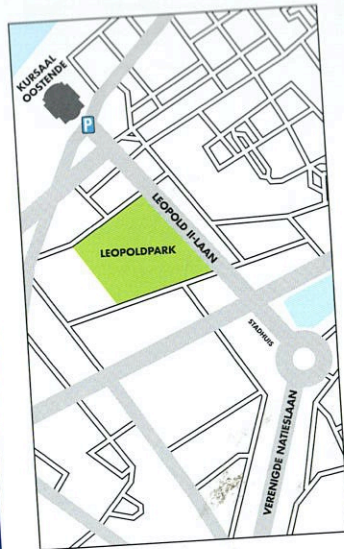 KURSAAL
OOSTENDE
P
LEOPOLD II-LAAN
LEOPOLDPARK
STADHUIS
VERENIGDE NATIESLAAN